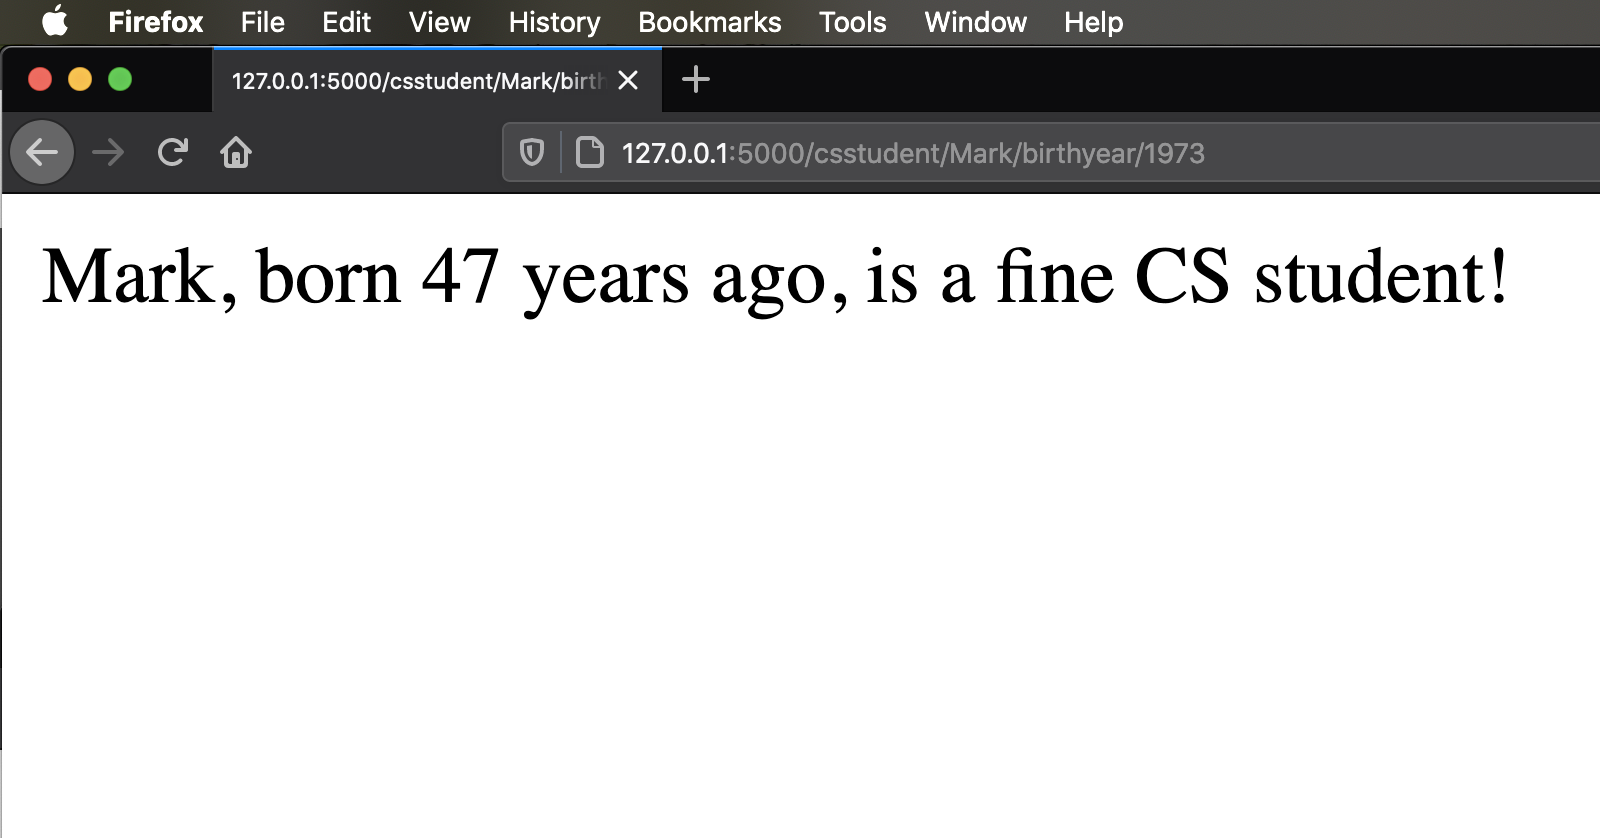 Firefox File Edit View History Bookmarks Tools Window Help
127.0.0.1:5000/csstudent/Mark/birth
127.0.0.1:5000/csstudent/Mark/birthyear/1973
Mark, born 47 years ago, is a fine CS student!